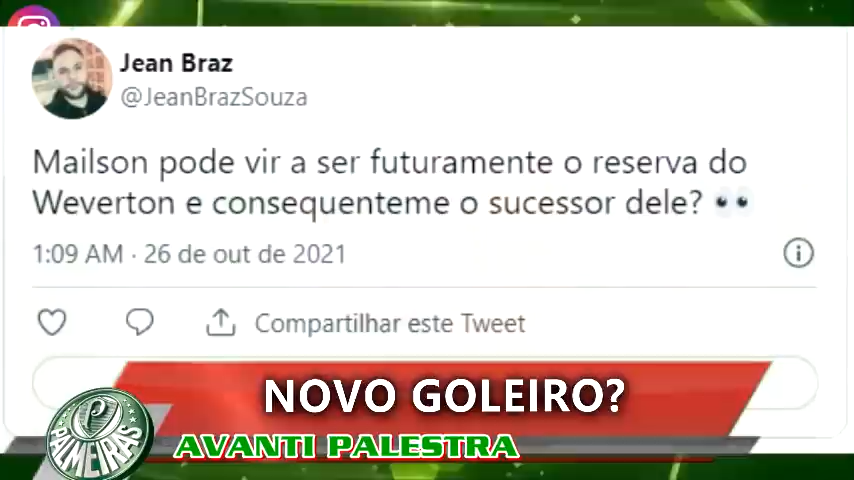 Jean Braz
@JeanBrazSouza
Mailson pode vir a ser futuramente o reserva do
Weverton e consequenteme o sucessor dele? 👀
1:09 AM · 26 de out de 2021
Compartilhar este Tweet
NOVO GOLEIRO?
AVANTI PALESTRA
PALMEIRAS